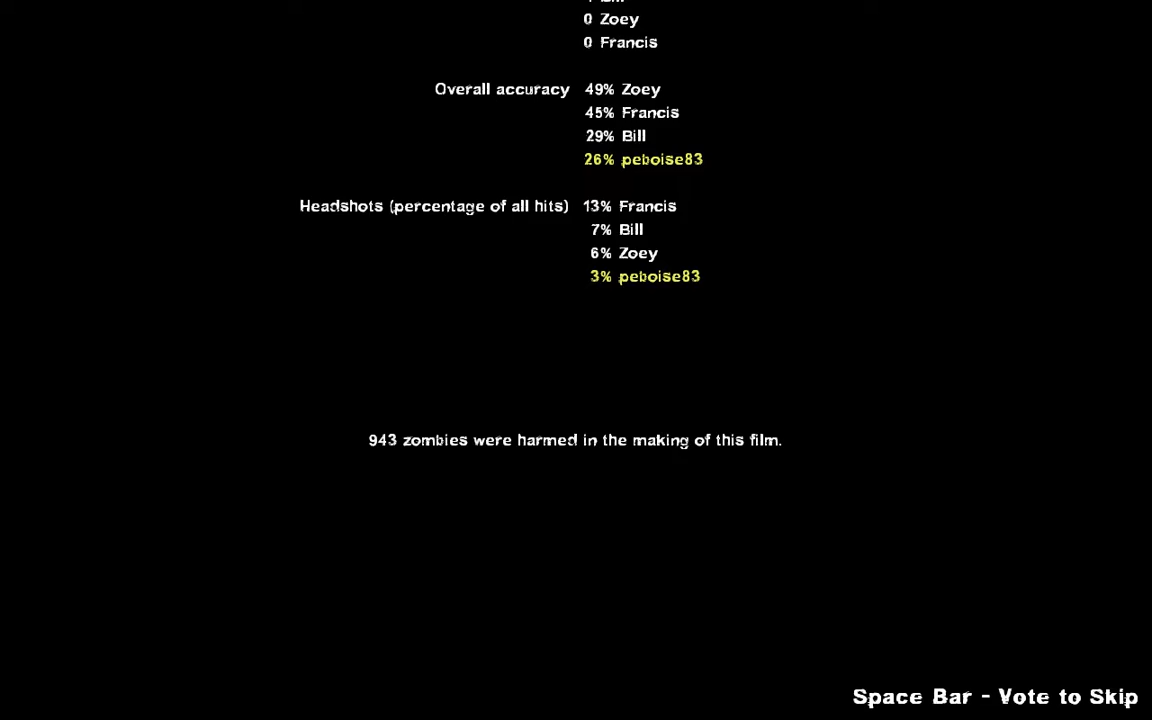 0 Zoey
0 Francis
Overall accuracy 49% Zoey
45% Francis
29% Bill
26% peboise83
Headshots (percentage of all hits) 13% Francis
7% Bill
6% Zoey
3% peboise83
943 zombies were harmed in the making of this film.
Space Bar - Vote to Skip